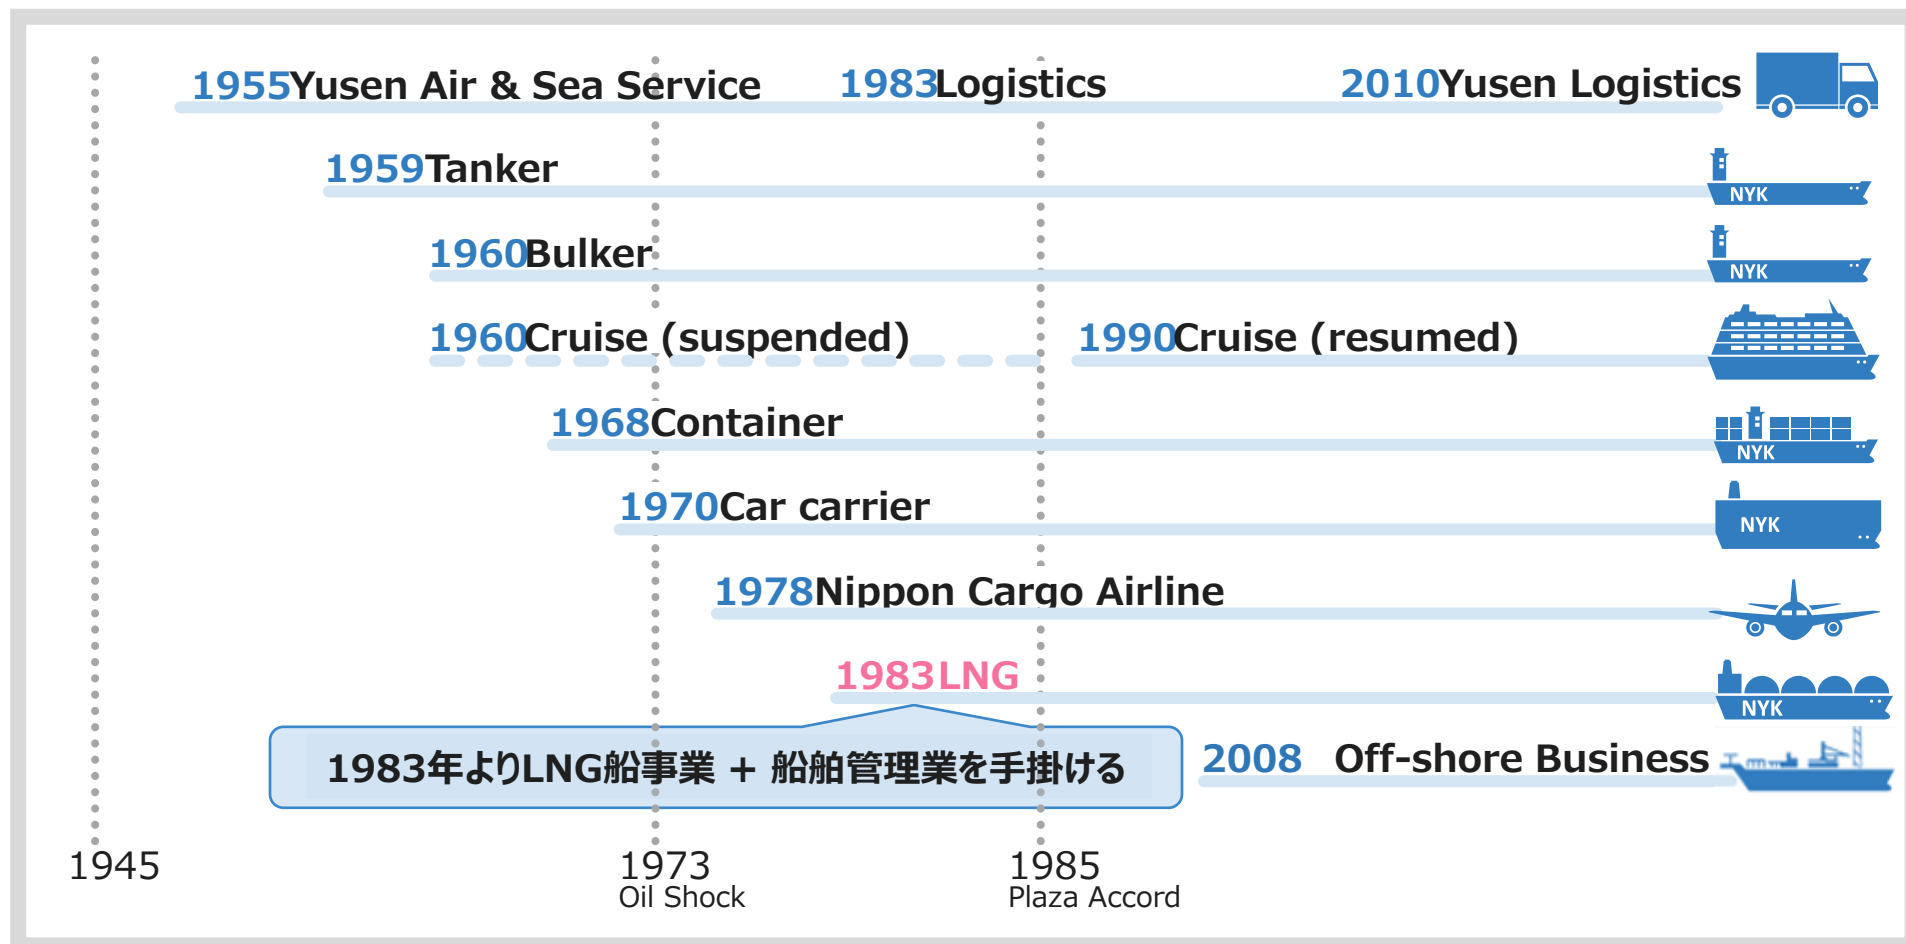 1955Yusen Air & Sea Service 1983Logistics 2010Yusen Logistics
1959Tanker
NYK
1960Bulker
NYK
1960Cruise (suspended) 1990Cruise (resumed)
1968Container
NYK
1970Car carrier
NYK
1978Nippon Cargo Airline
1983LNG
NYK
1983年よりLNG船事業 + 船舶管理業を手掛ける
2008 Off-shore Business
1945 1973 1985
Oil Shock Plaza Accord